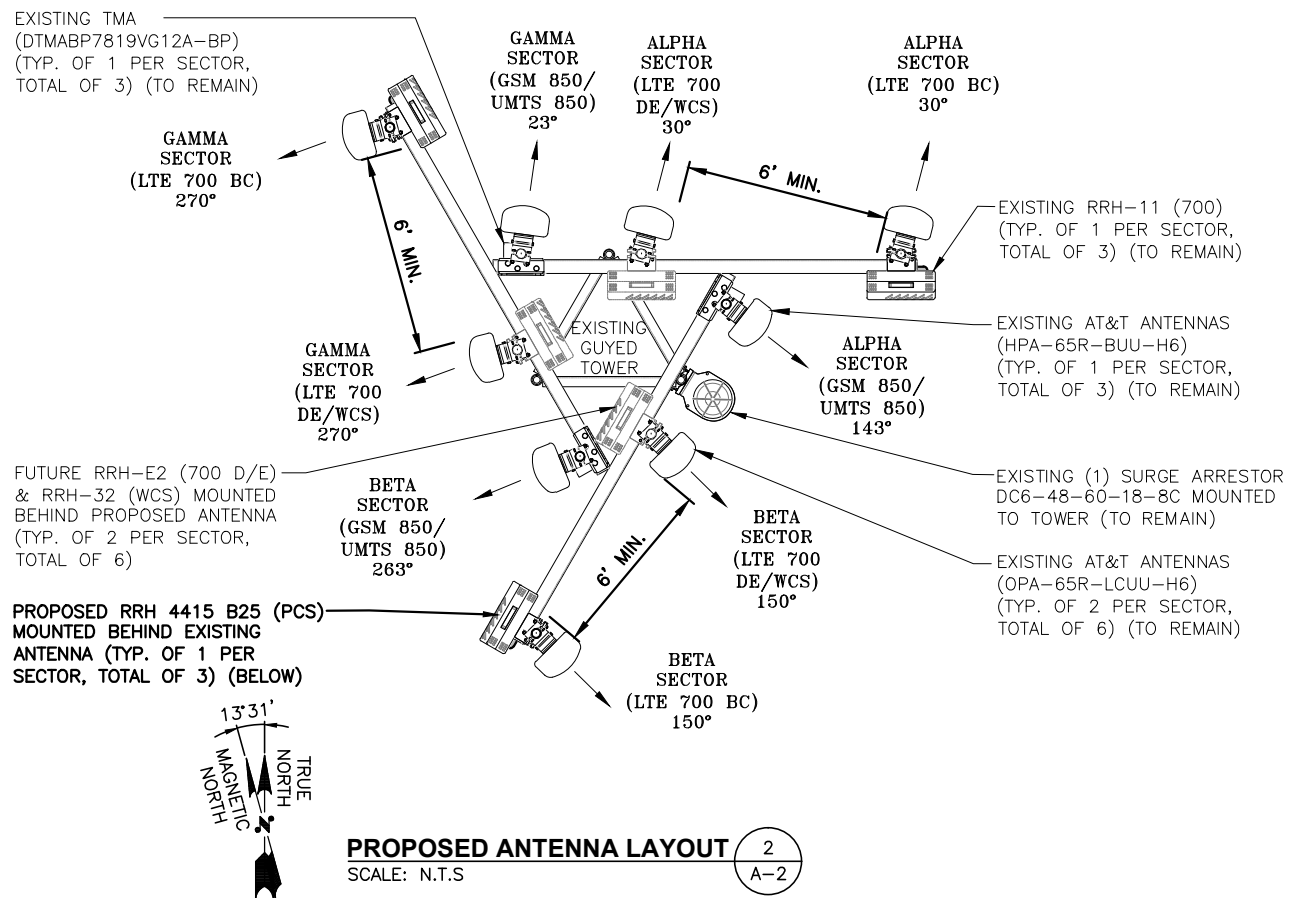 EXISTING TMA
(DTMABP7819VG12A-BP)
(TYP. OF 1 PER SECTOR,
TOTAL OF 3) (TO REMAIN)
GAMMA
SECTOR
(GSM 850/
UMTS 850)
23°
ALPHA
SECTOR
(LTE 700
DE/WCS)
30°
ALPHA
SECTOR
(LTE 700 BC)
30°
GAMMA
SECTOR
(LTE 700 BC)
270°
6' MIN.
6' MIN.
EXISTING RRH-11 (700)
(TYP. OF 1 PER SECTOR,
TOTAL OF 3) (TO REMAIN)
EXISTING
GUYED
TOWER
GAMMA
SECTOR
(LTE 700
DE/WCS)
270°
ALPHA
SECTOR
(GSM 850/
UMTS 850)
143°
EXISTING AT&T ANTENNAS
(HPA-65R-BUU-H6)
(TYP. OF 1 PER SECTOR,
TOTAL OF 3) (TO REMAIN)
FUTURE RRH-E2 (700 D/E)
& RRH-32 (WCS) MOUNTED
BEHIND PROPOSED ANTENNA
(TYP. OF 2 PER SECTOR,
TOTAL OF 6)
BETA
SECTOR
(GSM 850/
UMTS 850)
263°
6' MIN.
BETA
SECTOR
(LTE 700
DE/WCS)
150°
EXISTING (1) SURGE ARRESTOR
DC6-48-60-18-8C MOUNTED
TO TOWER (TO REMAIN)
EXISTING AT&T ANTENNAS
(OPA-65R-LCUU-H6)
(TYP. OF 2 PER SECTOR,
TOTAL OF 6) (TO REMAIN)
PROPOSED RRH 4415 B25 (PCS)
MOUNTED BEHIND EXISTING
ANTENNA (TYP. OF 1 PER
SECTOR, TOTAL OF 3) (BELOW)
BETA
SECTOR
(LTE 700 BC)
150°
13°31'
TRUE
NORTH
MAGNETIC
NORTH
N
PROPOSED ANTENNA LAYOUT
SCALE: N.T.S
2
A-2